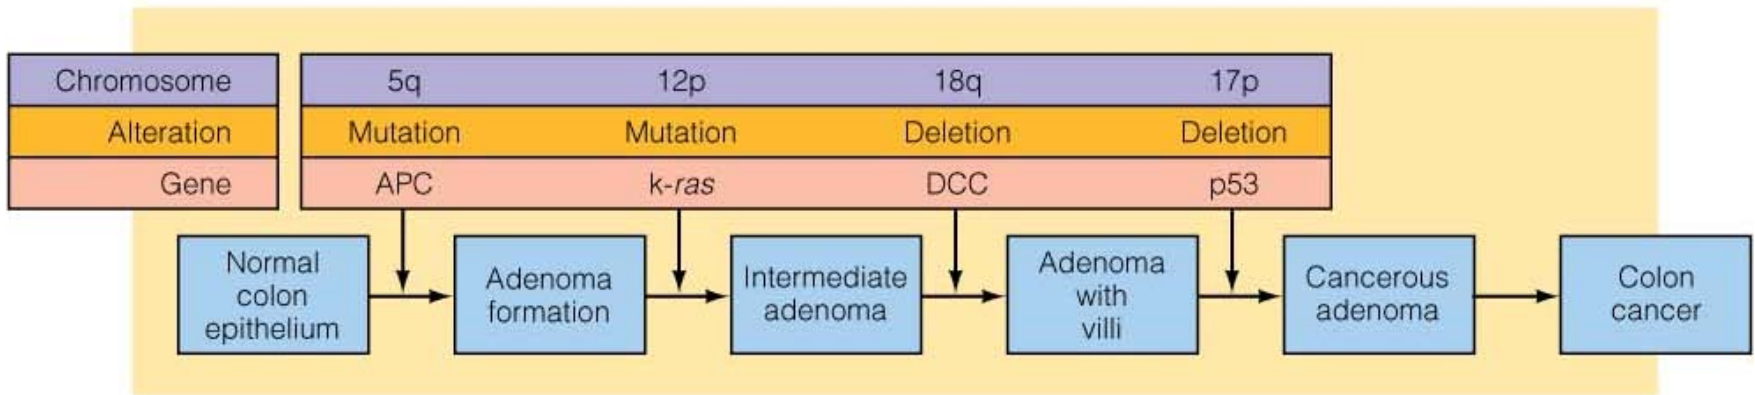 Chromosome 5q 12p 18q 17p
Alteration Mutation Mutation Deletion Deletion
Gene APC k-ras DCC p53
Normal
colon
epithelium
Adenoma
formation
Intermediate
adenoma
Adenoma
with
villi
Cancerous
adenoma
Colon
cancer